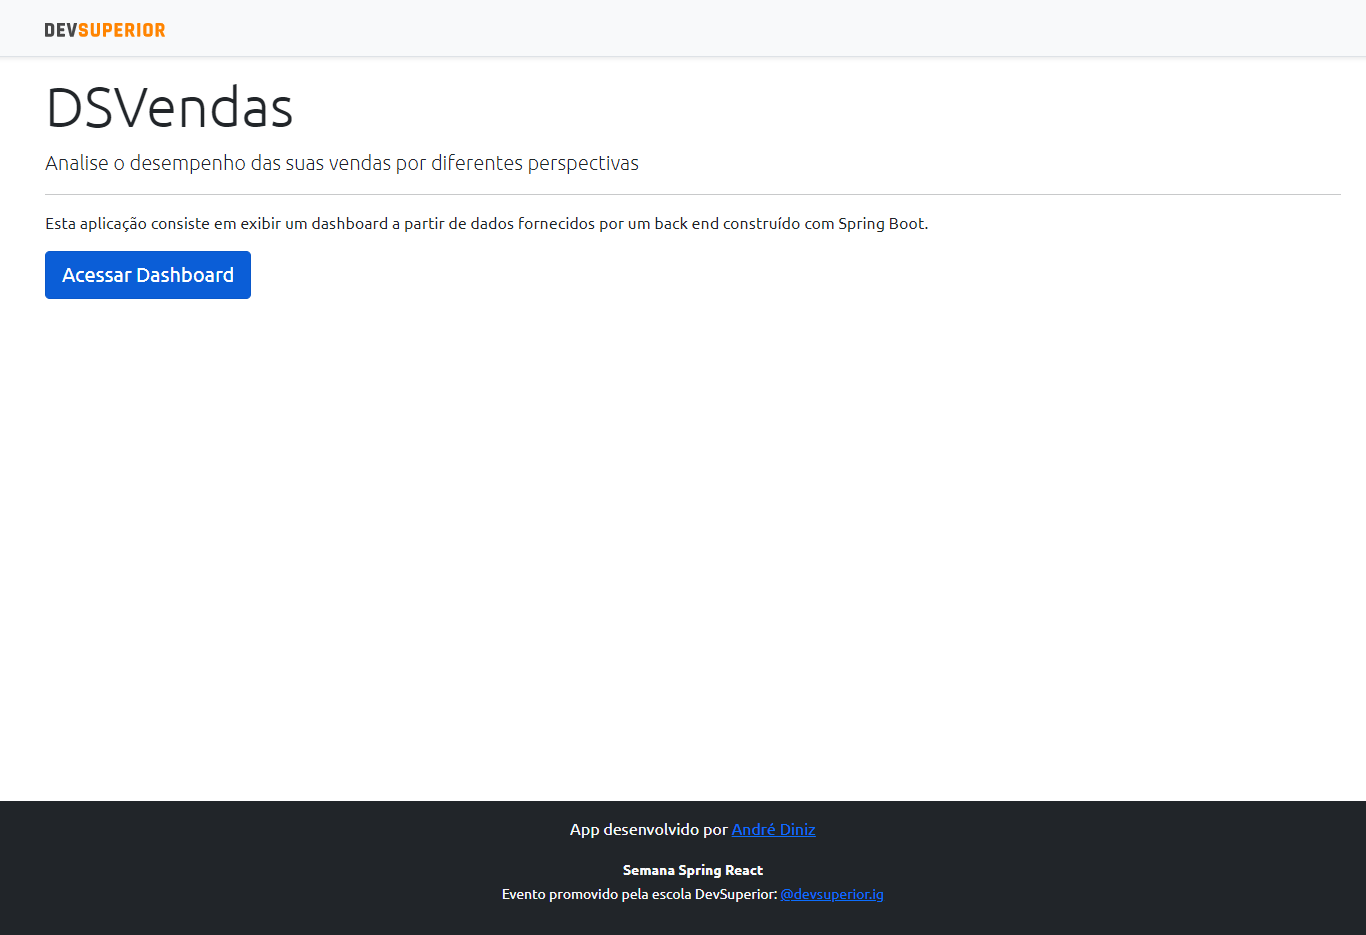 DEVSUPERIOR
DSVendas
Analise o desempenho das suas vendas por diferentes perspectivas
Esta aplicação consiste em exibir um dashboard a partir de dados fornecidos por um back end construído com Spring Boot.
Acessar Dashboard
App desenvolvido por André Diniz
Semana Spring React
Evento promovido pela escola DevSuperior: @devsuperior.ig